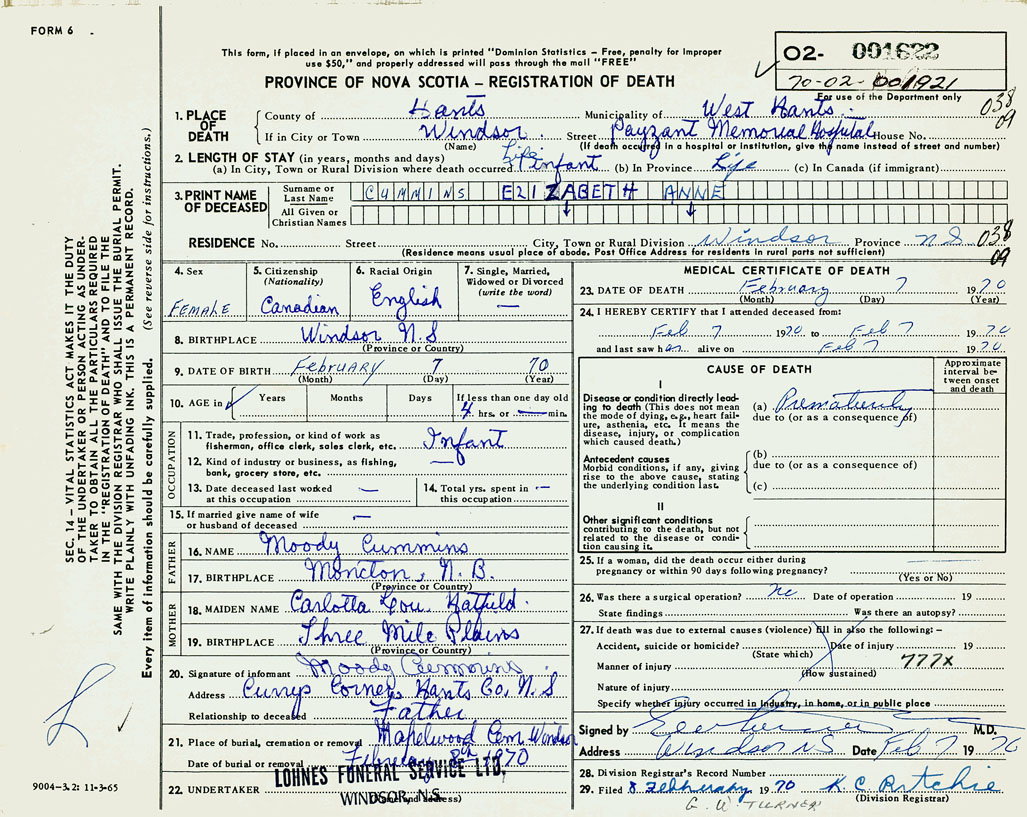 FORM 6
This form, if placed in an envelope, on which is printed "Dominion Statistics – Free, penalty for improper
use $50," and properly addressed will pass through the mail "FREE"
PROVINCE OF NOVA SCOTIA – REGISTRATION OF DEATH
02- 001622
70-02-001921
For use of the Department only
038
09
1. PLACE OF DEATH
County of Hants Municipality of West Hants
If in City or Town Windsor Street Payzant Memorial Hospital House No.
(Name) (If death occurred in a hospital or institution, give the name instead of street and number)
2. LENGTH OF STAY (in years, months and days)
(a) In City, Town or Rural Division where death occurred Life infant (b) In Province Life (c) In Canada (if immigrant)
3. PRINT NAME OF DECEASED
Surname or Last Name CUMMINS ELIZABETH ANNE
All Given or Christian Names
RESIDENCE No. Street City, Town or Rural Division Windsor Province NS 038
09
(Residence means usual place of abode. Post Office Address for residents in rural parts not sufficient)
4. Sex FEMALE
5. Citizenship (Nationality) Canadian
6. Racial Origin English
7. Single, Married, Widowed or Divorced (write the word) —
8. BIRTHPLACE Windsor N.S
(Province or Country)
9. DATE OF BIRTH FEBRUARY 7 70
(Month) (Day) (Year)
10. AGE in Years Months Days If less than one day old
4 hrs. or — min.
OCCUPATION
11. Trade, profession, or kind of work as fisherman, office clerk, sales clerk, etc. Infant
12. Kind of industry or business, as fishing, bank, grocery store, etc. —
13. Date deceased last worked at this occupation —
14. Total yrs. spent in this occupation —
15. If married give name of wife or husband of deceased —
FATHER
16. NAME Moody Cummins
17. BIRTHPLACE Moncton, N.B.
(Province or Country)
MOTHER
18. MAIDEN NAME Carlotta Lou Hatfield.
19. BIRTHPLACE Three Mile Plains
(Province or Country)
20. Signature of informant Moody Cummins
Address Currys Corner, Hants Co, N.S
Relationship to deceased Father
21. Place of burial, cremation or removal Mapelwood Cem. Windsor
Date of burial or removal February 8th 1970
22. UNDERTAKER LOHNES FUNERAL SERVICE LTD.
WINDSOR, N.S.
(Name and address)
MEDICAL CERTIFICATE OF DEATH
23. DATE OF DEATH February 7 1970
(Month) (Day) (Year)
24. I HEREBY CERTIFY that I attended deceased from:
Feb 7 1970 to Feb 7 1970
and last saw her alive on Feb 7 1970
CAUSE OF DEATH
Approximate interval between onset and death
I
Disease or condition directly leading to death (This does not mean the mode of dying, e.g., heart failure, asthenia, etc. It means the disease, injury, or complication which caused death.)
(a) Prematurity
due to (or as a consequence of)
Antecedent causes
Morbid conditions, if any, giving rise to the above cause, stating the underlying condition last.
(b)
due to (or as a consequence of)
(c)
II
Other significant conditions
contributing to the death, but not related to the disease or condition causing it.
25. If a woman, did the death occur either during pregnancy or within 90 days following pregnancy?
(Yes or No)
26. Was there a surgical operation? No Date of operation 19
State findings Was there an autopsy?
27. If death was due to external causes (violence) fill in also the following: –
Accident, suicide or homicide? Date of injury 19
(State which)
Manner of injury 777x
(How sustained)
Nature of injury
Specify whether injury occurred in industry, in home, or in public place
Signed by M.D.
Address Windsor NS Date Feb 7 1970
28. Division Registrar's Record Number
29. Filed 8 February 1970 K.C. Ritchie
(Division Registrar)
G. W. TURNER
SEC. 14 – VITAL STATISTICS ACT MAKES IT THE DUTY
OF THE UNDERTAKER OR PERSON ACTING AS UNDER-
TAKER TO OBTAIN ALL THE PARTICULARS REQUIRED
IN THE "REGISTRATION OF DEATH" AND TO FILE THE
SAME WITH THE DIVISION REGISTRAR WHO SHALL ISSUE THE BURIAL PERMIT.
WRITE PLAINLY WITH UNFADING INK. THIS IS A PERMANENT RECORD.
Every item of information should be carefully supplied. (See reverse side for instructions.)
9004-3.2: 11-3-65